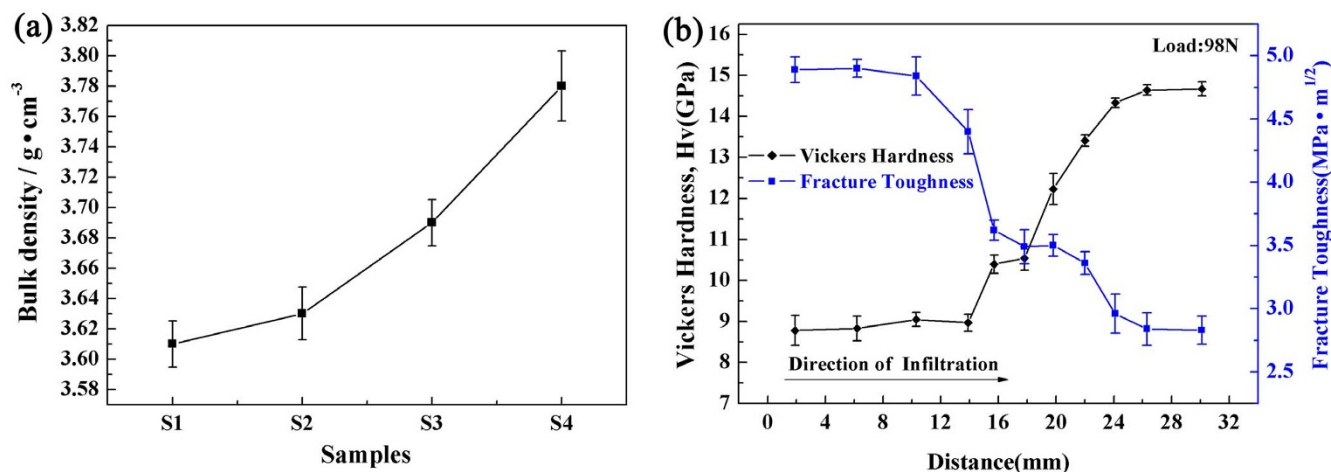 (a)
Bulk density / g•cm-3
3.82
3.80
3.78
3.76
3.74
3.72
3.70
3.68
3.66
3.64
3.62
3.60
3.58
S1 S2 S3 S4
Samples
(b)
Vickers Hardness, Hv(GPa)
16
15
14
13
12
11
10
9
8
7
Load:98N
Vickers Hardness
Fracture Toughness
Direction of Infiltration
0 4 8 12 16 20 24 28 32
Distance(mm)
5.0
4.5
4.0
3.5
3.0
2.5
Fracture Toughness(MPa•m1/2)